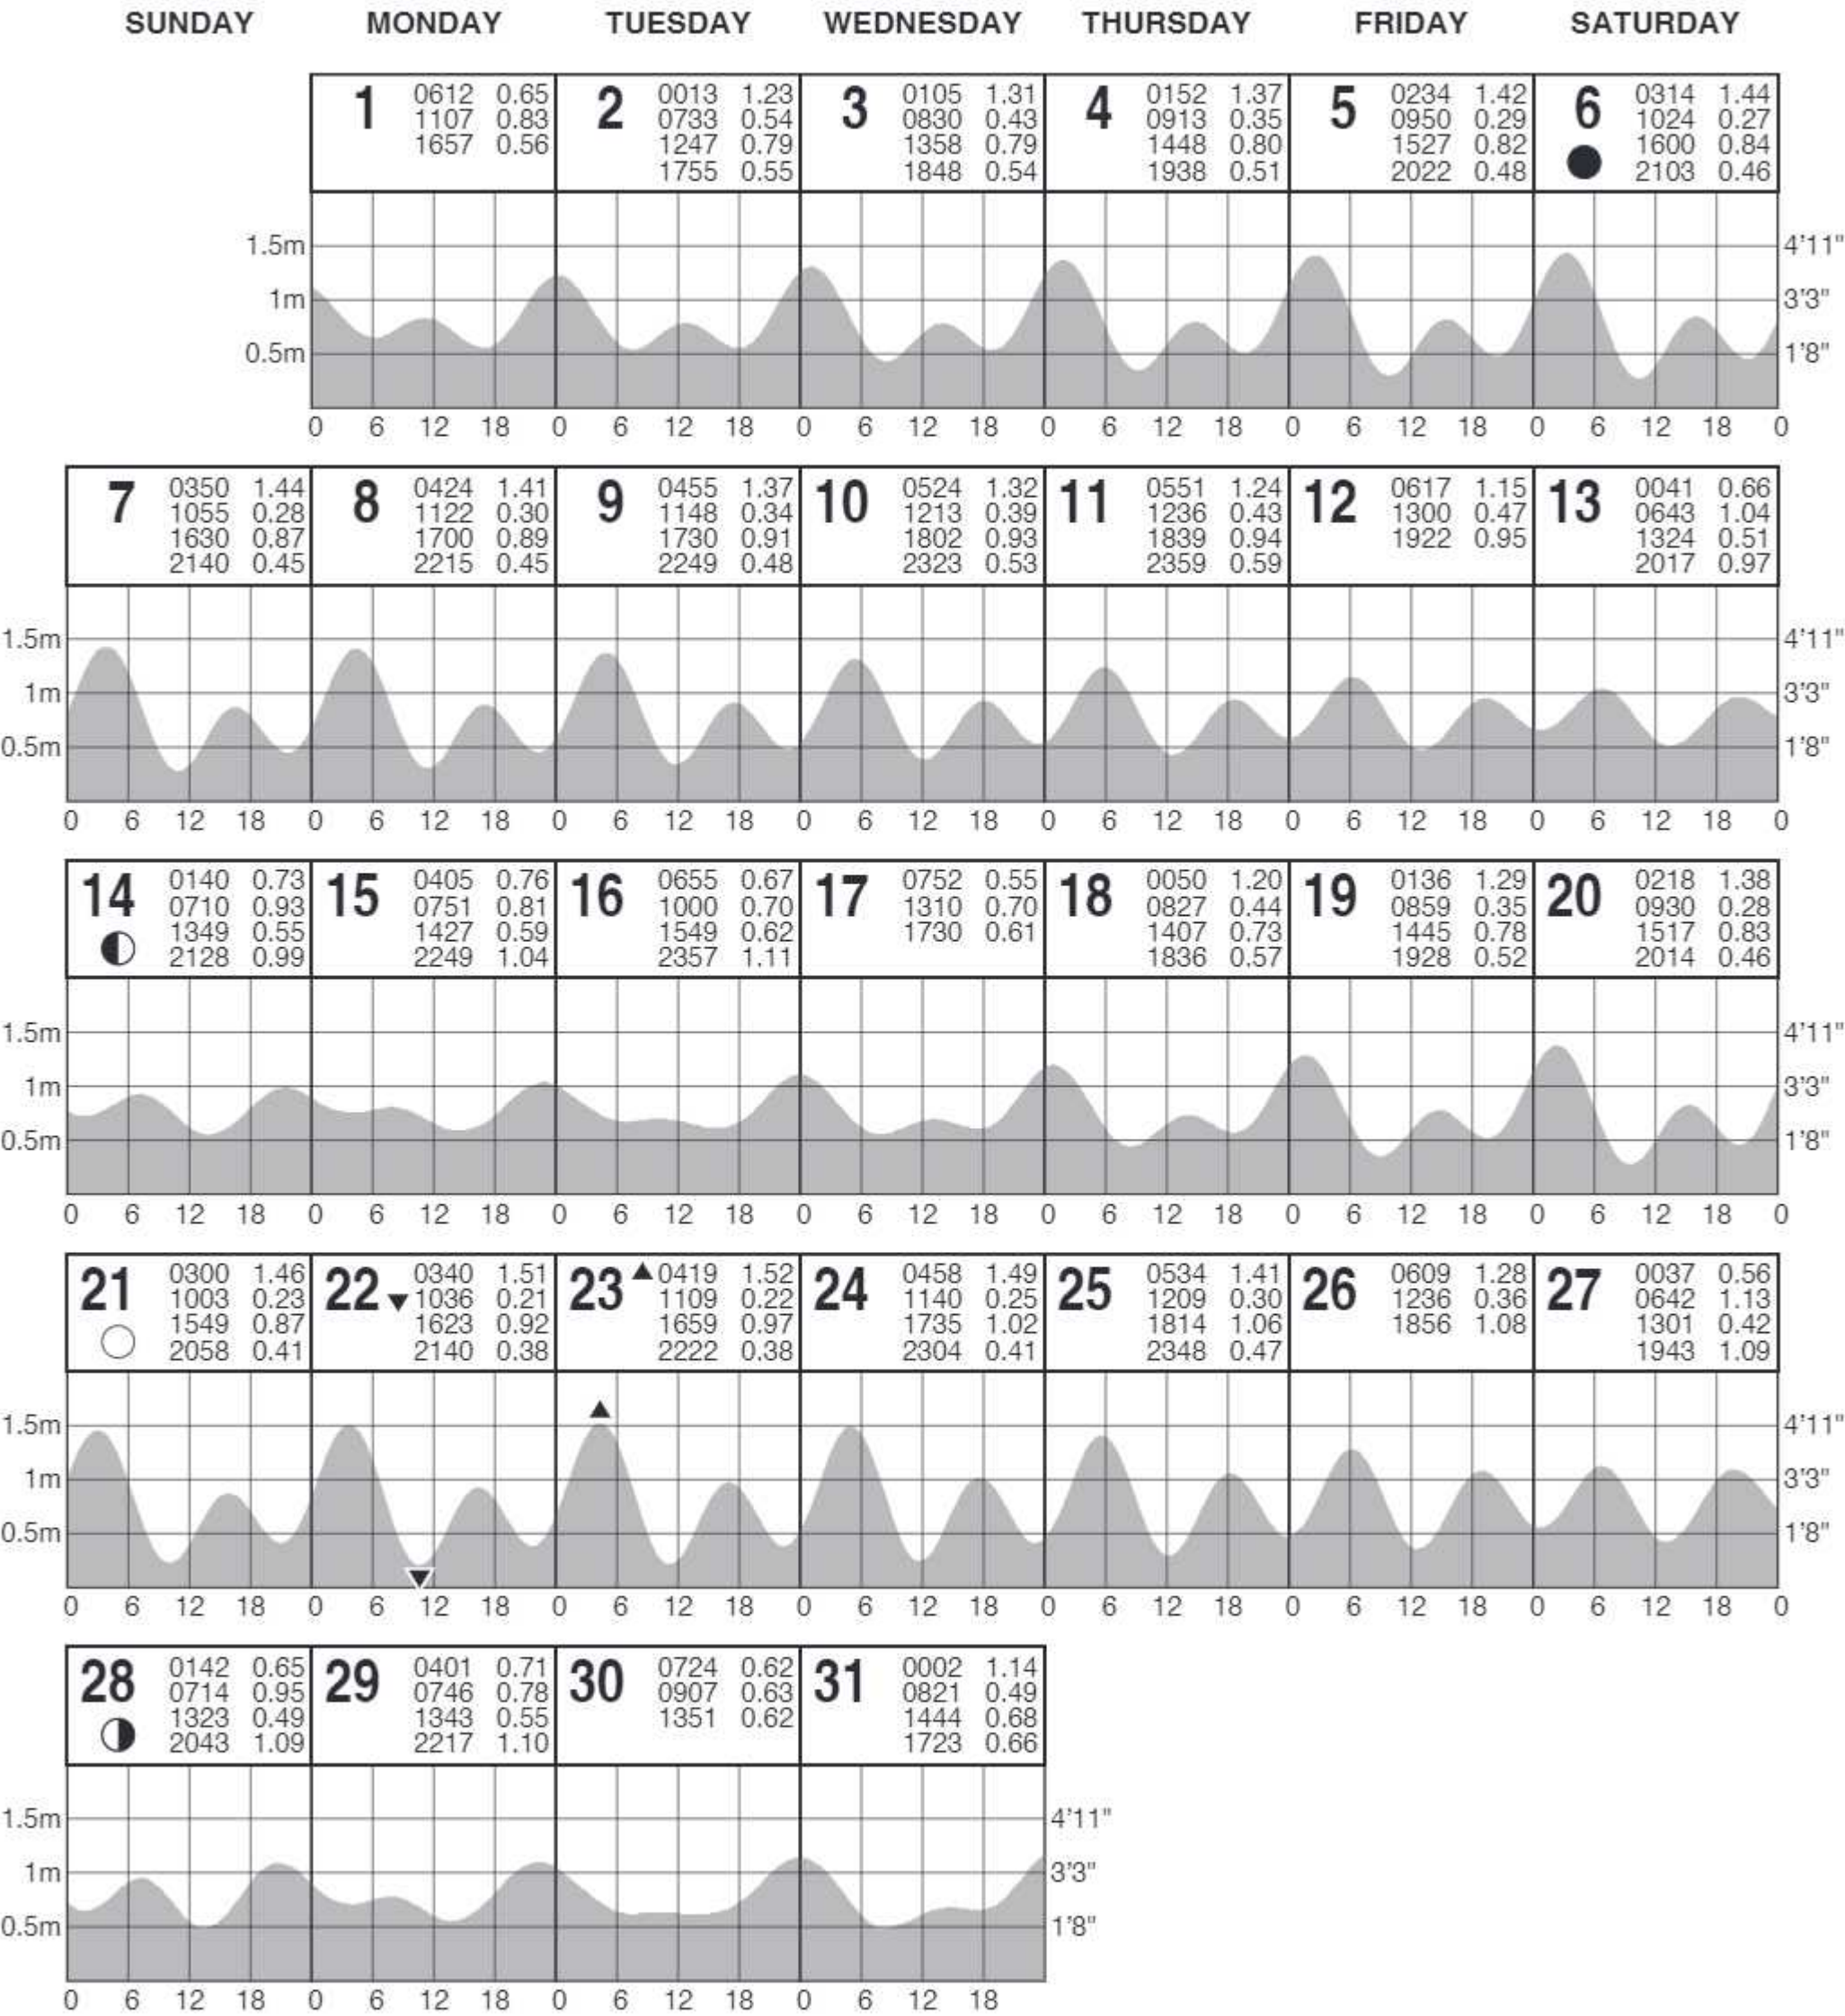 SUNDAY MONDAY TUESDAY WEDNESDAY THURSDAY FRIDAY SATURDAY
1 0612 0.65
1107 0.83
1657 0.56
2 0013 1.23
0733 0.54
1247 0.79
1755 0.55
3 0105 1.31
0830 0.43
1358 0.79
1848 0.54
4 0152 1.37
0913 0.35
1448 0.80
1938 0.51
5 0234 1.42
0950 0.29
1527 0.82
2022 0.48
6 0314 1.44
1024 0.27
1600 0.84
2103 0.46
1.5m 4'11"
1m 3'3"
0.5m 1'8"
0 6 12 18 0 6 12 18 0 6 12 18 0 6 12 18 0 6 12 18 0 6 12 18 0
7 0350 1.44
1055 0.28
1630 0.87
2140 0.45
8 0424 1.41
1122 0.30
1700 0.89
2215 0.45
9 0455 1.37
1148 0.34
1730 0.91
2249 0.48
10 0524 1.32
1213 0.39
1802 0.93
2323 0.53
11 0551 1.24
1236 0.43
1839 0.94
2359 0.59
12 0617 1.15
1300 0.47
1922 0.95
13 0041 0.66
0643 1.04
1324 0.51
2017 0.97
1.5m 4'11"
1m 3'3"
0.5m 1'8"
0 6 12 18 0 6 12 18 0 6 12 18 0 6 12 18 0 6 12 18 0 6 12 18 0 6 12 18 0
14 0140 0.73
0710 0.93
1349 0.55
2128 0.99
15 0405 0.76
0751 0.81
1427 0.59
2249 1.04
16 0655 0.67
1000 0.70
1549 0.62
2357 1.11
17 0752 0.55
1310 0.70
1730 0.61
18 0050 1.20
0827 0.44
1407 0.73
1836 0.57
19 0136 1.29
0859 0.35
1445 0.78
1928 0.52
20 0218 1.38
0930 0.28
1517 0.83
2014 0.46
1.5m 4'11"
1m 3'3"
0.5m 1'8"
0 6 12 18 0 6 12 18 0 6 12 18 0 6 12 18 0 6 12 18 0 6 12 18 0 6 12 18 0
21 0300 1.46
1003 0.23
1549 0.87
2058 0.41
22 0340 1.51
▼ 1036 0.21
1623 0.92
2140 0.38
23 ▲ 0419 1.52
1109 0.22
1659 0.97
2222 0.38
24 0458 1.49
1140 0.25
1735 1.02
2304 0.41
25 0534 1.41
1209 0.30
1814 1.06
2348 0.47
26 0609 1.28
1236 0.36
1856 1.08
27 0037 0.56
0642 1.13
1301 0.42
1943 1.09
1.5m 4'11"
1m 3'3"
0.5m 1'8"
0 6 12 18 0 6 12 18 0 6 12 18 0 6 12 18 0 6 12 18 0 6 12 18 0 6 12 18 0
28 0142 0.65
0714 0.95
1323 0.49
2043 1.09
29 0401 0.71
0746 0.78
1343 0.55
2217 1.10
30 0724 0.62
0907 0.63
1351 0.62
31 0002 1.14
0821 0.49
1444 0.68
1723 0.66
1.5m 4'11"
1m 3'3"
0.5m 1'8"
0 6 12 18 0 6 12 18 0 6 12 18 0 6 12 18